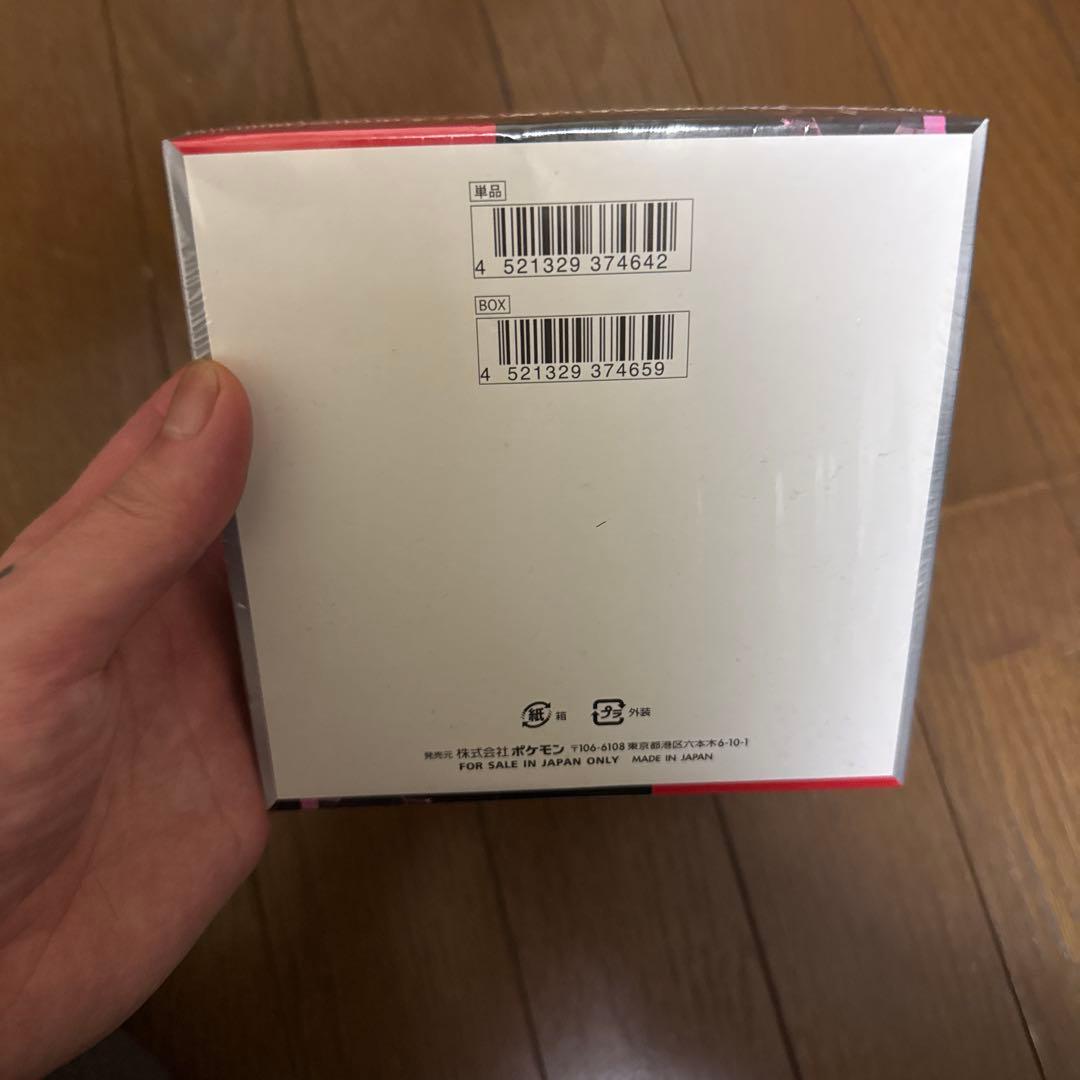 単品
4 521329 374642
BOX
4 521329 374659
紙 箱 プラ 外装
発売元 株式会社ポケモン 〒106-6108 東京都港区六本木6-10-1
FOR SALE IN JAPAN ONLY MADE IN JAPAN